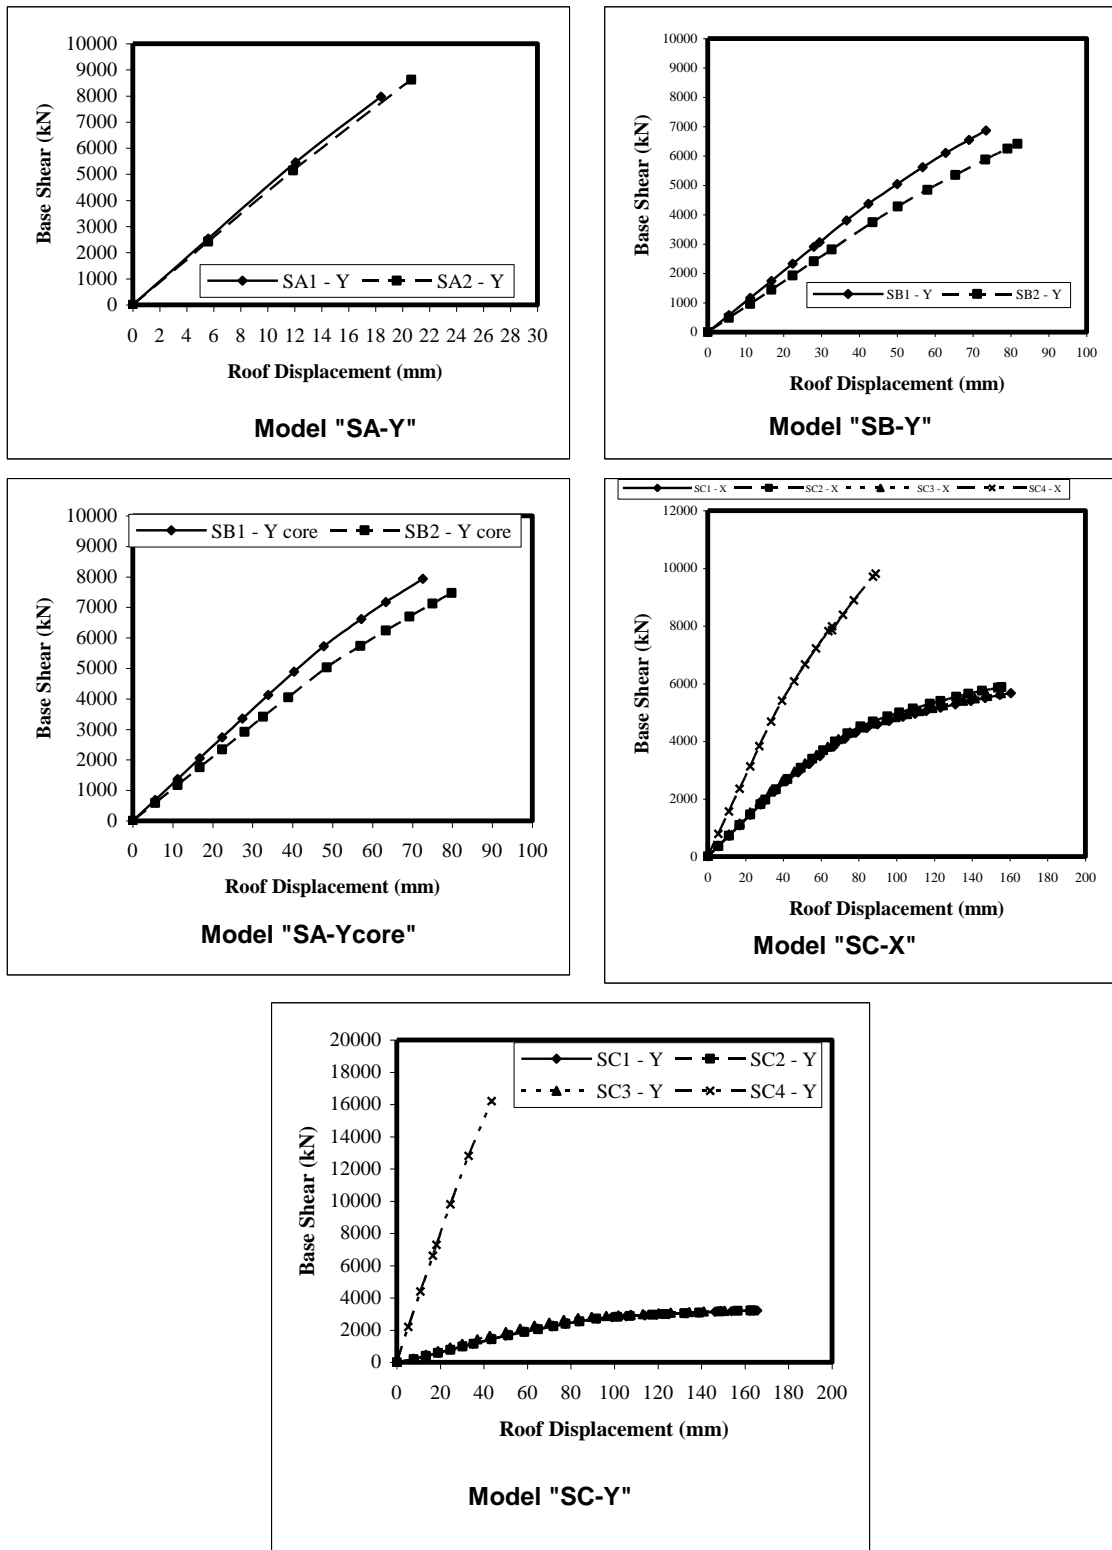 10000
9000
8000
7000
6000
5000
4000
3000
2000
1000
0
Base Shear (kN)
SA1 - Y SA2 - Y
0 2 4 6 8 10 12 14 16 18 20 22 24 26 28 30
Roof Displacement (mm)
Model "SA-Y"
10000
9000
8000
7000
6000
5000
4000
3000
2000
1000
0
Base Shear (kN)
SB1 - Y SB2 - Y
0 10 20 30 40 50 60 70 80 90 100
Roof Displacement (mm)
Model "SB-Y"
10000
9000
8000
7000
6000
5000
4000
3000
2000
1000
0
Base Shear (kN)
SB1 - Y core SB2 - Y core
0 10 20 30 40 50 60 70 80 90 100
Roof Displacement (mm)
Model "SA-Ycore"
SC1 - X SC2 - X SC3 - X SC4 - X
12000
10000
8000
6000
4000
2000
0
Base Shear (kN)
0 20 40 60 80 100 120 140 160 180 200
Roof Displacement (mm)
Model "SC-X"
20000
18000
16000
14000
12000
10000
8000
6000
4000
2000
0
Base Shear (kN)
SC1 - Y SC2 - Y
SC3 - Y SC4 - Y
0 20 40 60 80 100 120 140 160 180 200
Roof Displacement (mm)
Model "SC-Y"